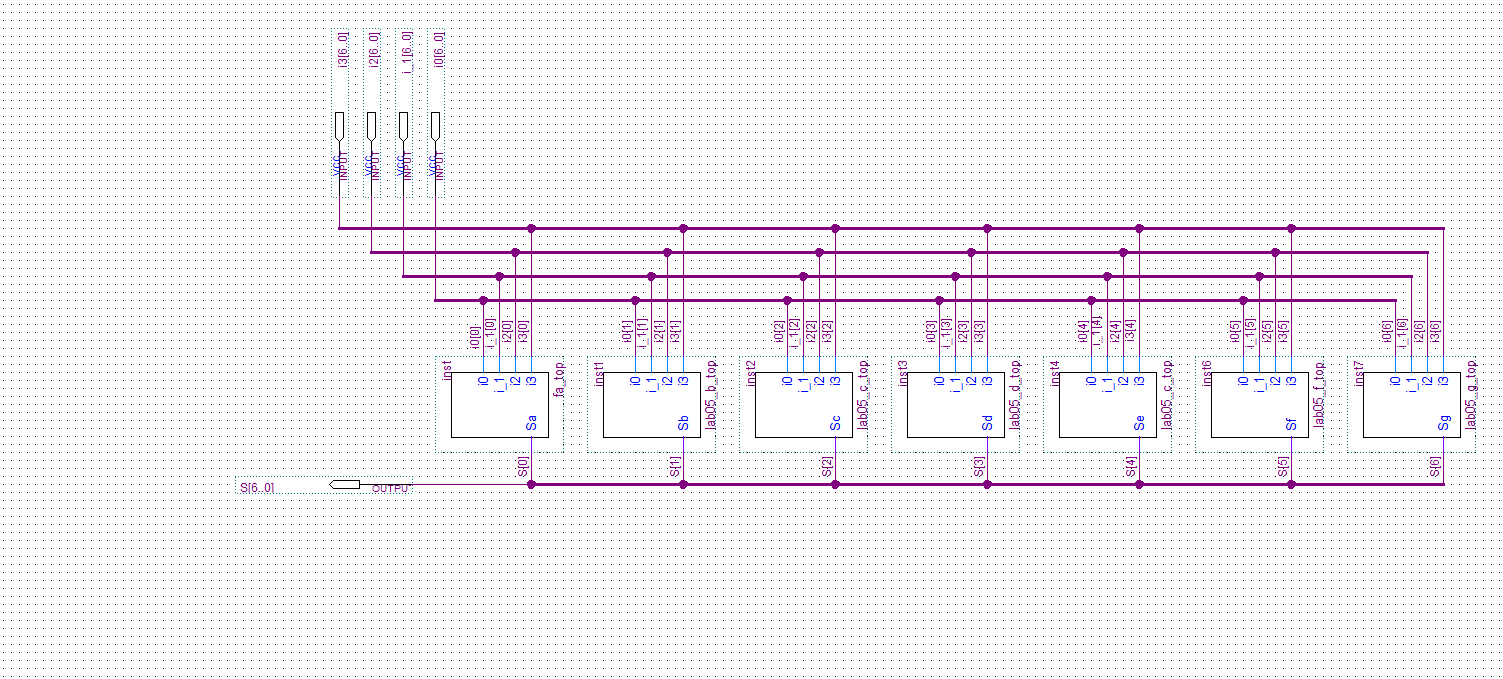 i3[6..0]
i2[6..0]
i_1[6..0]
i0[6..0]
VCC
INPUT
VCC
INPUT
VCC
INPUT
VCC
INPUT
i0[0]
i_1[0]
i2[0]
i3[0]
i0[1]
i_1[1]
i2[1]
i3[1]
i0[2]
i_1[2]
i2[2]
i3[2]
i0[3]
i_1[3]
i2[3]
i3[3]
i0[4]
i_1[4]
i2[4]
i3[4]
i0[5]
i_1[5]
i2[5]
i3[5]
i0[6]
i_1[6]
i2[6]
i3[6]
inst
i0
i_1
i2
i3
Sa
fa_top
inst1
i0
i_1
i2
i3
Sb
lab05_b_top
inst2
i0
i_1
i2
i3
Sc
lab05_c_top
inst3
i0
i_1
i2
i3
Sd
lab05_d_top
inst4
i0
i_1
i2
i3
Se
lab05_c_top
inst6
i0
i_1
i2
i3
Sf
lab05_f_top
inst7
i0
i_1
i2
i3
Sg
lab05_g_top
S[0]
S[1]
S[2]
S[3]
S[4]
S[5]
S[6]
S[6..0]
OUTPU